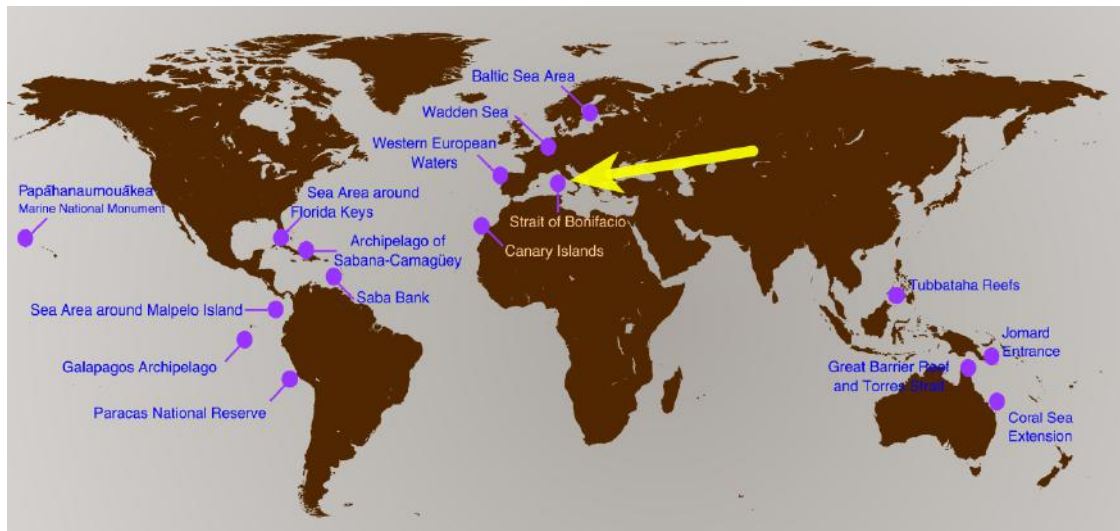 Baltic Sea Area
Wadden Sea
Western European
Waters
Papāhanaumouākea
Marine National Monument
Sea Area around
Florida Keys
Strait of Bonifacio
Archipelago of
Sabana-Camagüey
Canary Islands
Saba Bank
Tubbataha Reefs
Sea Area around Malpelo Island
Jomard
Entrance
Galapagos Archipelago
Great Barrier Reef
and Torres Strait
Paracas National Reserve
Coral Sea
Extension